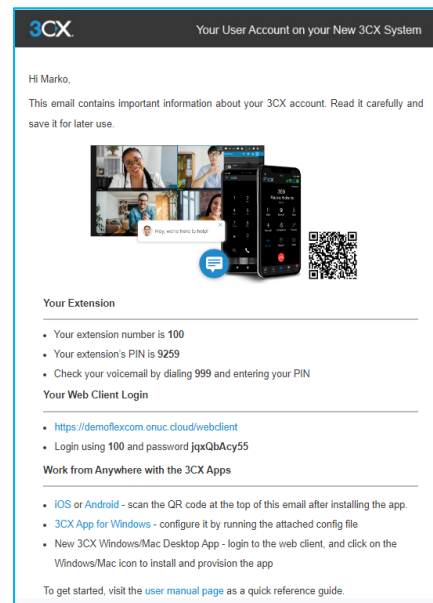 3CX.
Your User Account on your New 3CX System
Hi Marko,
This email contains important information about your 3CX account. Read it carefully and
save it for later use.
Hey, we're here to help!
Your Extension
• Your extension number is 100
• Your extension's PIN is 9259
• Check your voicemail by dialing 999 and entering your PIN
Your Web Client Login
• https://demoflexcom.onuc.cloud/webclient
• Login using 100 and password jqxQbAcy55
Work from Anywhere with the 3CX Apps
• iOS or Android - scan the QR code at the top of this email after installing the app.
• 3CX App for Windows - configure it by running the attached config file
• New 3CX Windows/Mac Desktop App - login to the web client, and click on the
Windows/Mac icon to install and provision the app
To get started, visit the user manual page as a quick reference guide.